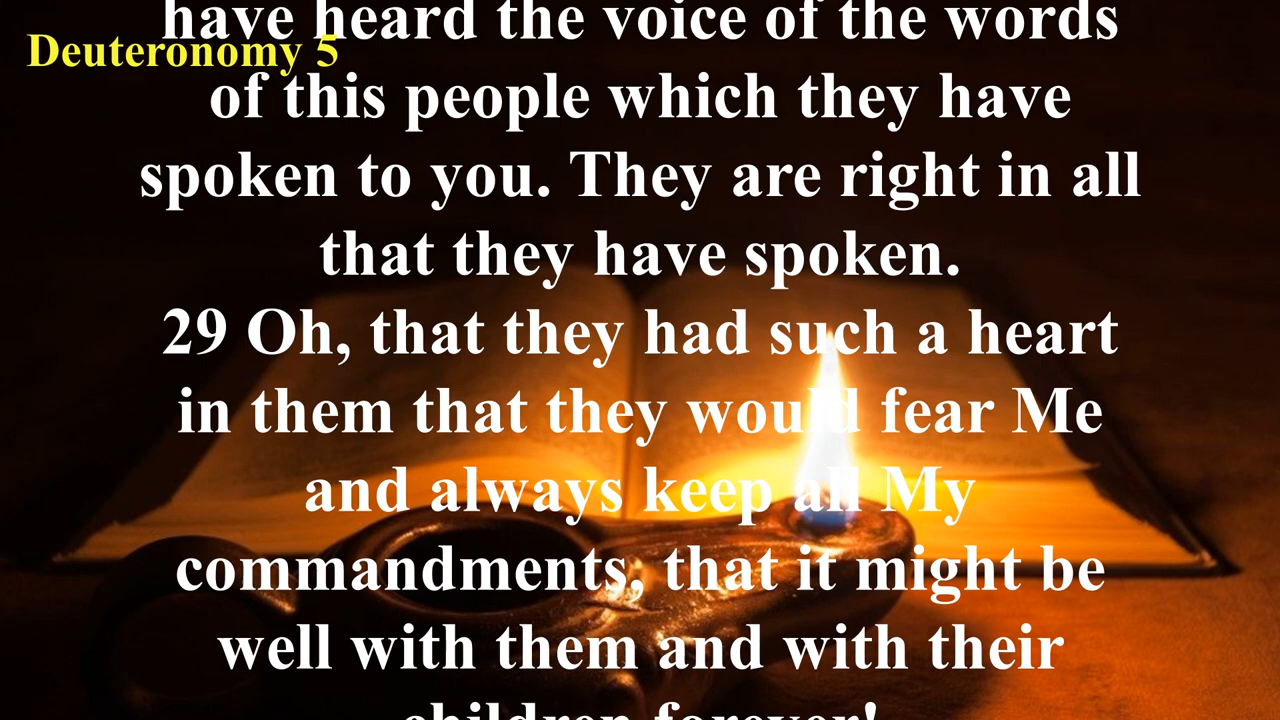 have heard the voice of the words
Deuteronomy 5
of this people which they have
spoken to you. They are right in all
that they have spoken.
29 Oh, that they had such a heart
in them that they would fear Me
and always keep all My
commandments, that it might be
well with them and with their
children forever!